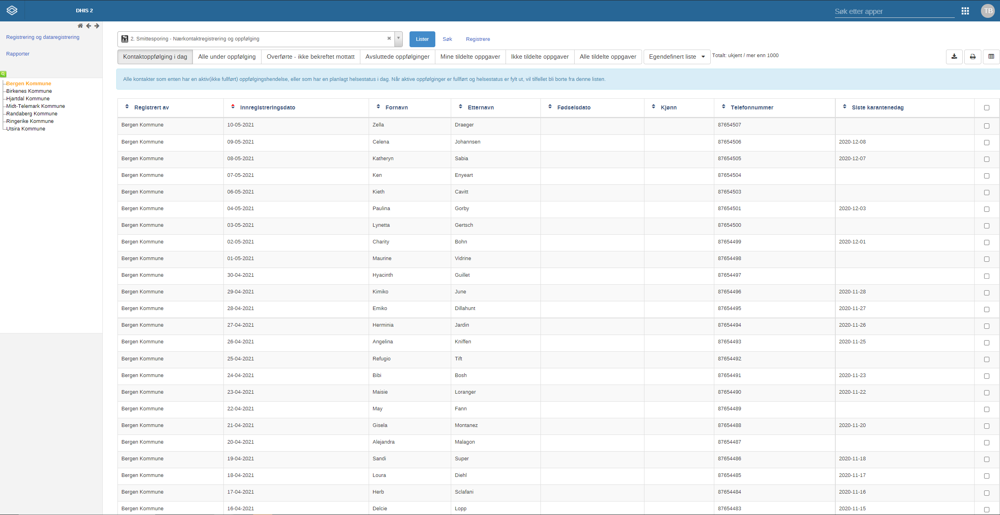 DHIS 2
Søk etter apper
TB
Registrering og dataregistrering
Rapporter
Bergen Kommune
Birkenes Kommune
Hjartdal Kommune
Midt-Telemark Kommune
Randaberg Kommune
Ringerike Kommune
Utsira Kommune
2. Smittesporing - Nærkontaktregistrering og oppfølging
Lister Søk Registrere
Kontaktoppfølging i dag Alle under oppfølging Overførte - ikke bekreftet mottatt Avsluttede oppfølginger Mine tildelte oppgaver Ikke tildelte oppgaver Alle tildelte oppgaver Egendefinert liste Totalt: ukjent / mer enn 1000
Alle kontakter som enten har en aktiv(ikke fullført) oppfølgingshendelse, eller som har en planlagt helsestatus i dag. Når aktive oppfølginger er fullført og helsestatus er fylt ut, vil tilfellet bli borte fra denne listen.
Registrert av Innregistreringsdato Fornavn Etternavn Fødselsdato Kjønn Telefonnummer Siste karantenedag
Bergen Kommune 10-05-2021 Zella Draeger 87654507
Bergen Kommune 09-05-2021 Celena Johannsen 87654506 2020-12-08
Bergen Kommune 08-05-2021 Katheryn Sabia 87654505 2020-12-07
Bergen Kommune 07-05-2021 Ken Enyeart 87654504
Bergen Kommune 06-05-2021 Kieth Cavitt 87654503
Bergen Kommune 04-05-2021 Paulina Gorby 87654501 2020-12-03
Bergen Kommune 03-05-2021 Lynetta Gertsch 87654500
Bergen Kommune 02-05-2021 Charity Bohn 87654499 2020-12-01
Bergen Kommune 01-05-2021 Maurine Vidrine 87654498
Bergen Kommune 30-04-2021 Hyacinth Guillet 87654497
Bergen Kommune 29-04-2021 Kimiko June 87654496 2020-11-28
Bergen Kommune 28-04-2021 Emiko Dillahunt 87654495 2020-11-27
Bergen Kommune 27-04-2021 Herminia Jardin 87654494 2020-11-26
Bergen Kommune 26-04-2021 Angelina Kniffen 87654493 2020-11-25
Bergen Kommune 25-04-2021 Refugio Tift 87654492
Bergen Kommune 24-04-2021 Bibi Bosh 87654491 2020-11-23
Bergen Kommune 23-04-2021 Maisie Loranger 87654490 2020-11-22
Bergen Kommune 22-04-2021 May Fann 87654489
Bergen Kommune 21-04-2021 Gisela Montanez 87654488 2020-11-20
Bergen Kommune 20-04-2021 Alejandra Malagon 87654487
Bergen Kommune 19-04-2021 Sandi Super 87654486 2020-11-18
Bergen Kommune 18-04-2021 Loura Diehl 87654485 2020-11-17
Bergen Kommune 17-04-2021 Herb Sclafani 87654484 2020-11-16
Bergen Kommune 16-04-2021 Delcie Lopp 87654483 2020-11-15